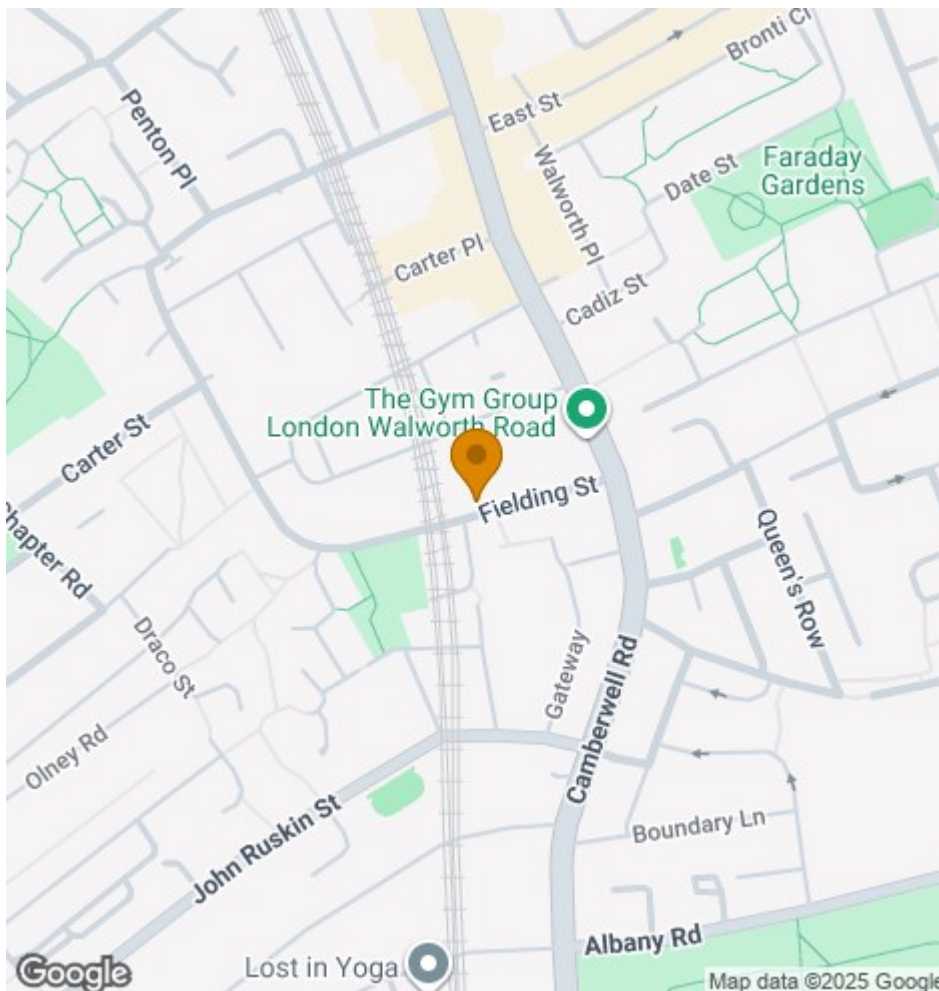 Bronti Cl
East St
Penton Pl
Walworth Pl
Date St
Faraday
Gardens
Carter Pl
Cadiz St
The Gym Group
London Walworth Road
Carter St
Fielding St
Chapter Rd
Queen's Row
Draco St
Gateway
Camberwell Rd
Olney Rd
John Ruskin St
Boundary Ln
Albany Rd
Lost in Yoga
Google
Map data ©2025 Google